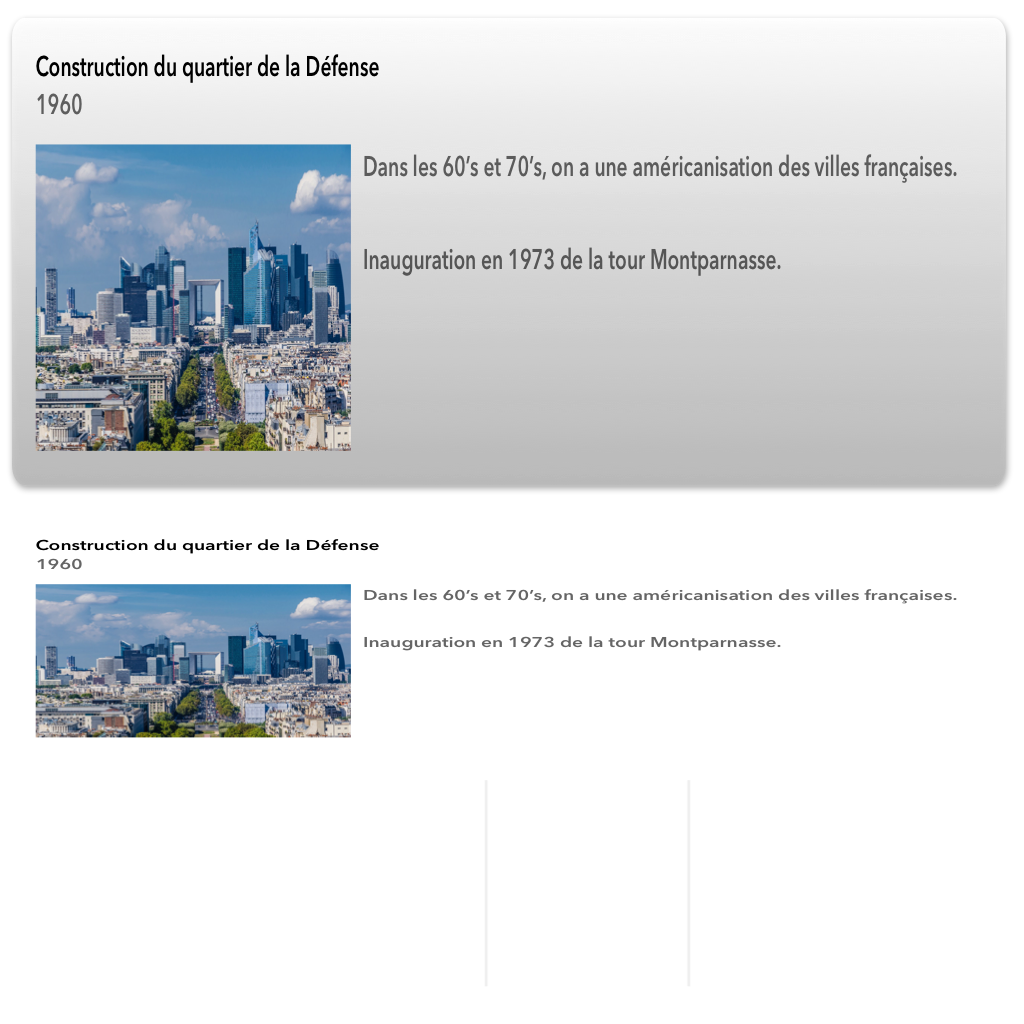 Construction du quartier de la Défense
1960
Dans les 60’s et 70’s, on a une américanisation des villes françaises.
Inauguration en 1973 de la tour Montparnasse.
Construction du quartier de la Défense
1960
Dans les 60’s et 70’s, on a une américanisation des villes françaises.
Inauguration en 1973 de la tour Montparnasse.